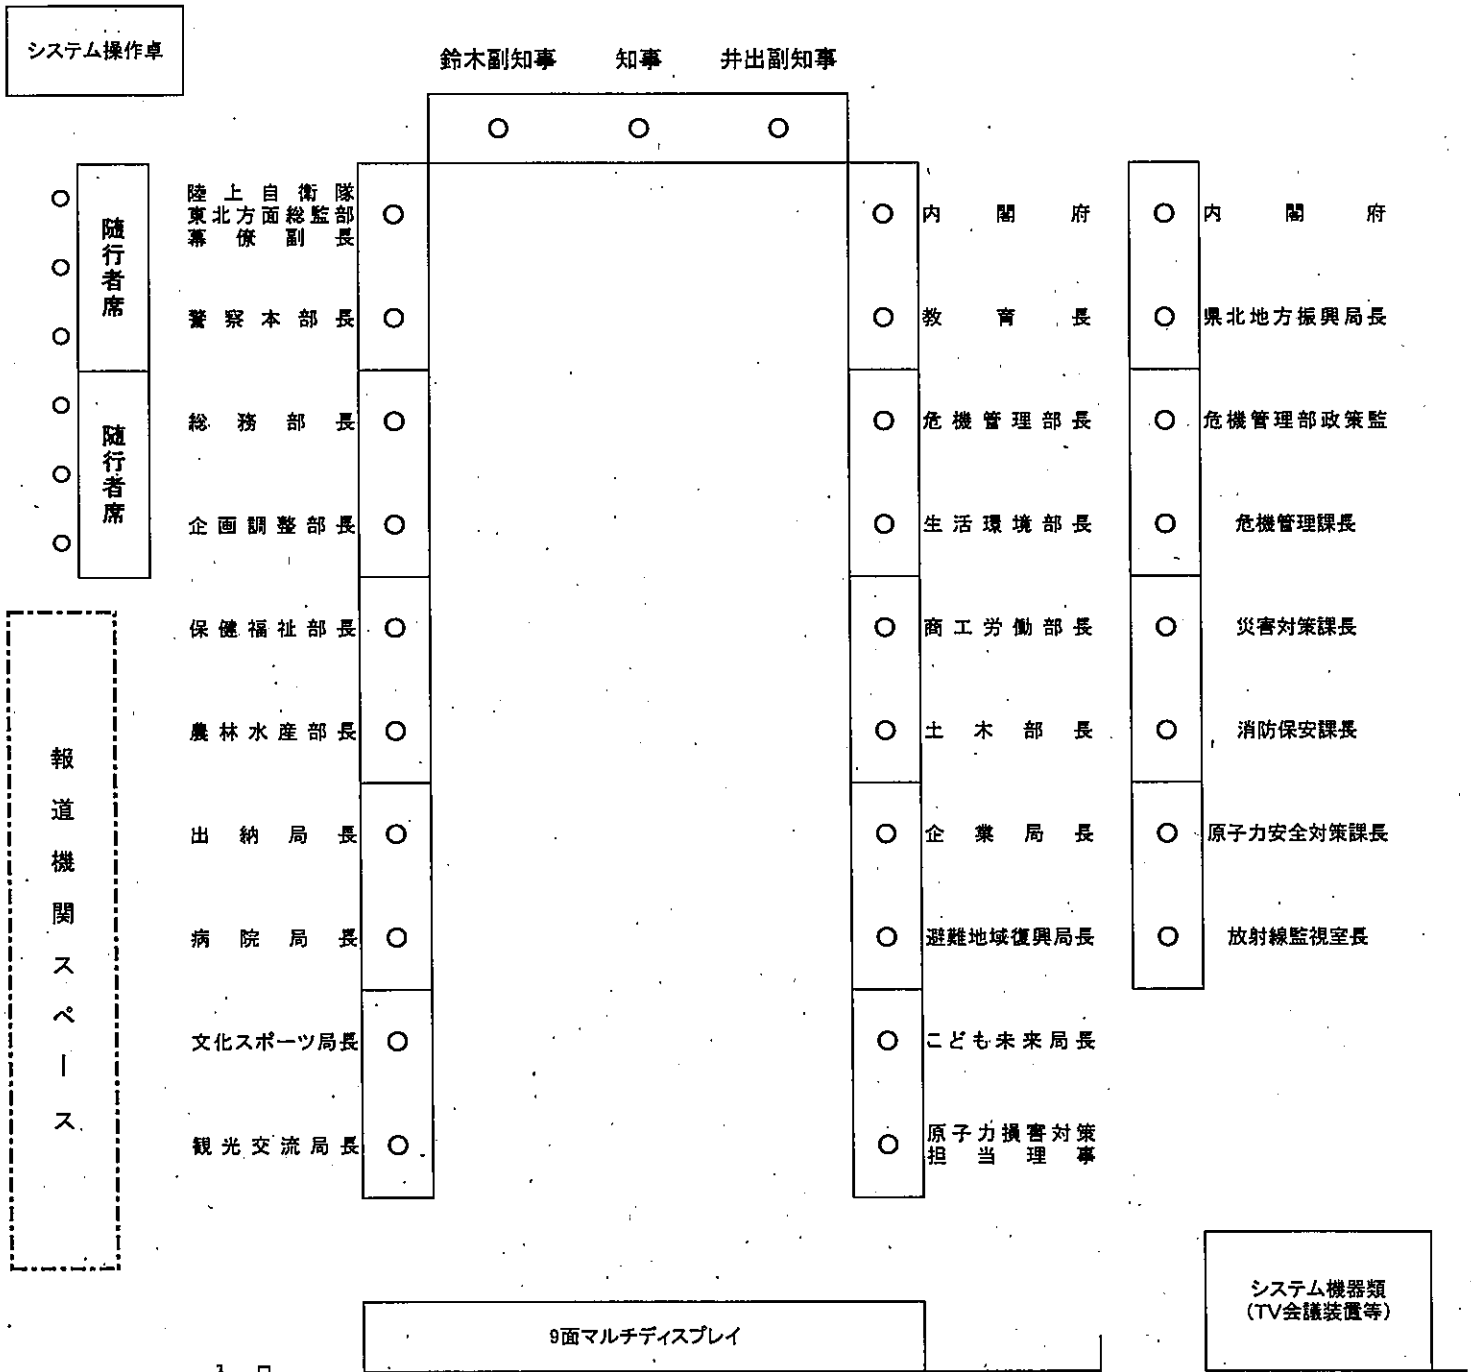 システム操作卓
鈴木副知事 知事 井出副知事
随行者席
随行者席
報道機関スペース
陸上自衛隊
東北方面総監部
幕僚副長
警察本部長
総務部長
企画調整部長
保健福祉部長
農林水産部長
出納局長
病院局長
文化スポーツ局長
観光交流局長
内閣府
教育長
危機管理部長
生活環境部長
商工労働部長
土木部長
企業局長
避難地域復興局長
こども未来局長
原子力損害対策
担当理事
内閣府
県北地方振興局長
危機管理部政策監
危機管理課長
災害対策課長
消防保安課長
原子力安全対策課長
放射線監視室長
システム機器類
(TV会議装置等)
9面マルチディスプレイ
入口